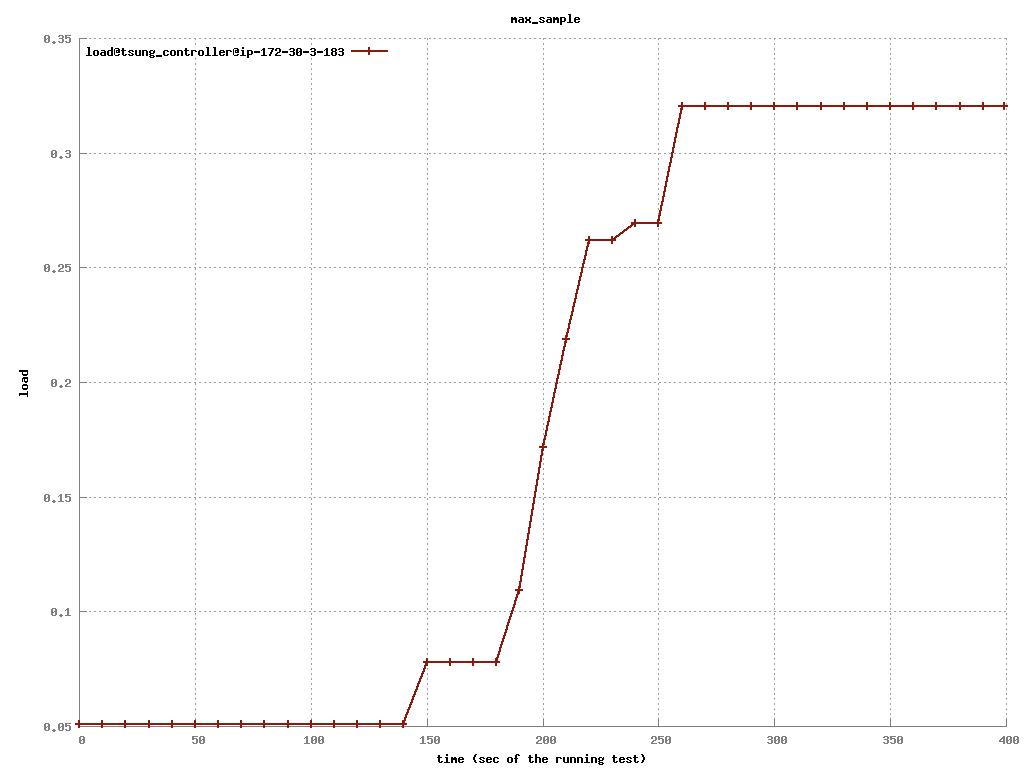 max_sample
load@tsung_controller@ip-172-30-3-183
0.35
0.3
0.25
0.2
0.15
0.1
0.05
load
0 50 100 150 200 250 300 350 400
time (sec of the running test)